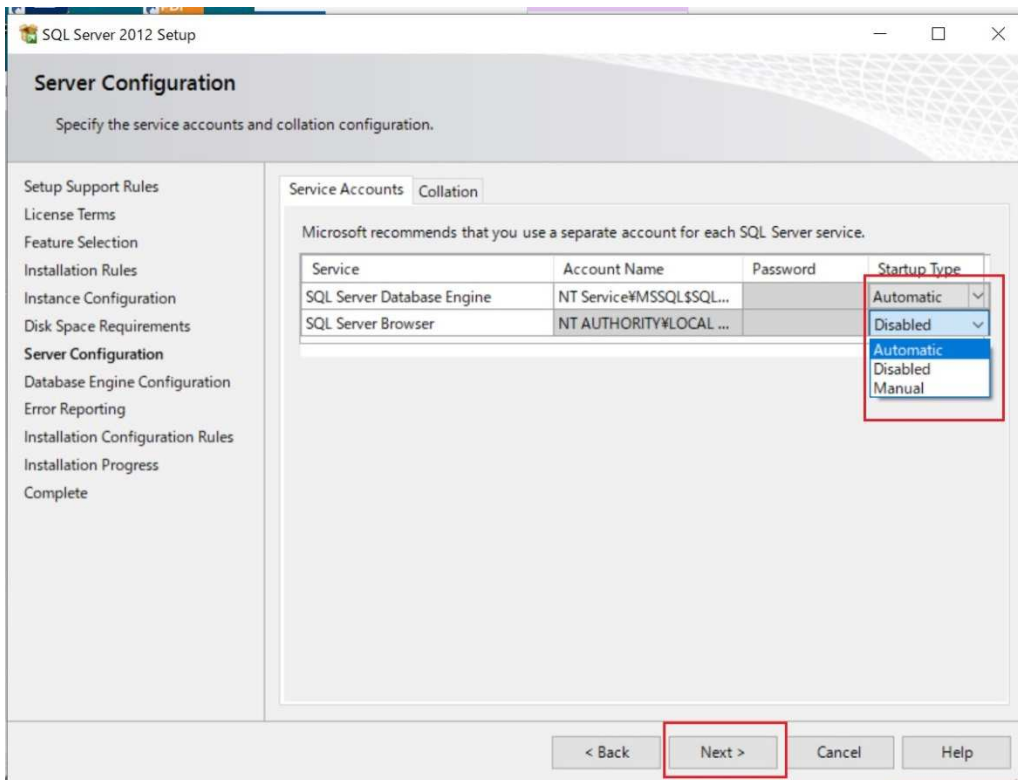 SQL Server 2012 Setup
Server Configuration
Specify the service accounts and collation configuration.
Setup Support Rules
License Terms
Feature Selection
Installation Rules
Instance Configuration
Disk Space Requirements
Server Configuration
Database Engine Configuration
Error Reporting
Installation Configuration Rules
Installation Progress
Complete
Service Accounts Collation
Microsoft recommends that you use a separate account for each SQL Server service.
Service Account Name Password Startup Type
SQL Server Database Engine NT Service¥MSSQL$SQL... Automatic
SQL Server Browser NT AUTHORITY¥LOCAL ... Disabled
Automatic
Disabled
Manual
< Back Next > Cancel Help